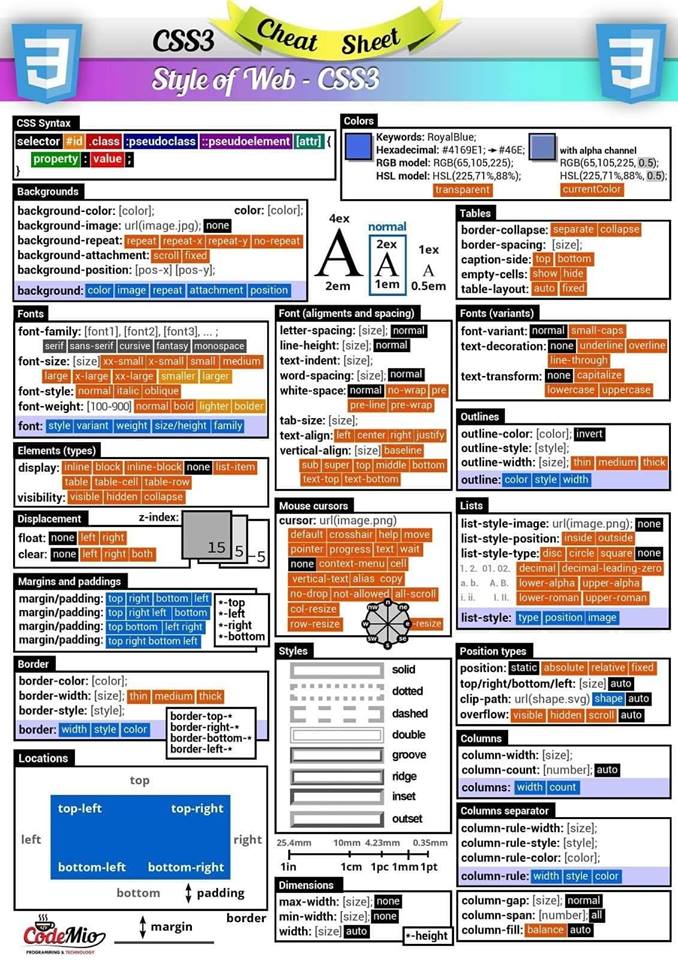 CSS3
Cheat Sheet
Style of Web - CSS3
CSS Syntax
selector #id .class :pseudoclass ::pseudoelement [attr] {
property : value ;
}
Colors
Keywords: RoyalBlue;
Hexadecimal: #4169E1; → #46E;
RGB model: RGB(65,105,225);
HSL model: HSL(225,71%,88%);
transparent
with alpha channel
RGB(65,105,225, 0.5);
HSL(225,71%,88%, 0.5);
currentColor
Backgrounds
background-color: [color]; color: [color];
background-image: url(image.jpg); none
background-repeat: repeat repeat-x repeat-y no-repeat
background-attachment: scroll fixed
background-position: [pos-x] [pos-y];
background: color image repeat attachment position
4ex
A
2em
normal
2ex
A
1em
1ex
A
0.5em
Tables
border-collapse: separate collapse
border-spacing: [size];
caption-side: top bottom
empty-cells: show hide
table-layout: auto fixed
Fonts
font-family: [font1], [font2], [font3], ... ;
serif sans-serif cursive fantasy monospace
font-size: [size] xx-small x-small small medium
large x-large xx-large smaller larger
font-style: normal italic oblique
font-weight: [100-900] normal bold lighter bolder
font: style variant weight size/height family
Font (aligments and spacing)
letter-spacing: [size]; normal
line-height: [size]; normal
text-indent: [size];
word-spacing: [size]; normal
white-space: normal no-wrap pre
pre-line pre-wrap
tab-size: [size];
text-align: left center right justify
vertical-align: [size] baseline
sub super top middle bottom
text-top text-bottom
Fonts (variants)
font-variant: normal small-caps
text-decoration: none underline overline
line-through
text-transform: none capitalize
lowercase uppercase
Outlines
outline-color: [color]; invert
outline-style: [style];
outline-width: [size]; thin medium thick
outline: color style width
Elements (types)
display: inline block inline-block none list-item
table table-cell table-row
visibility: visible hidden collapse
Displacement
z-index:
15 5 -5
float: none left right
clear: none left right both
Mouse cursors
cursor: url(image.png)
default crosshair help move
pointer progress text wait
none context-menu cell
vertical-text alias copy
no-drop not-allowed all-scroll
col-resize
row-resize
n ne e se s sw w nw
-resize
Lists
list-style-image: url(image.png); none
list-style-position: inside outside
list-style-type: disc circle square none
1. 2. 01. 02. decimal decimal-leading-zero
a. b. A. B. lower-alpha upper-alpha
i. ii. I. II. lower-roman upper-roman
list-style: type position image
Margins and paddings
margin/padding: top right bottom left
margin/padding: top right left bottom
margin/padding: top bottom left right
margin/padding: top right bottom left
*-top
*-left
*-right
*-bottom
Border
border-color: [color];
border-width: [size]; thin medium thick
border-style: [style];
border: width style color
border-top-*
border-right-*
border-bottom-*
border-left-*
Styles
solid
dotted
dashed
double
groove
ridge
inset
outset
Position types
position: static absolute relative fixed
top/right/bottom/left: [size] auto
clip-path: url(shape.svg) shape auto
overflow: visible hidden scroll auto
Columns
column-width: [size];
column-count: [number]; auto
columns: width count
Locations
top
top-left top-right
left right
bottom-left bottom-right
bottom padding
border
margin
25.4mm 10mm 4.23mm 0.35mm
1in 1cm 1pc 1mm 1pt
Dimensions
max-width: [size]; none
min-width: [size]; none
width: [size] auto
*-height
Columns separator
column-rule-width: [size];
column-rule-style: [style];
column-rule-color: [color];
column-rule: width style color
column-gap: [size]; normal
column-span: [number]; all
column-fill: balance auto
CodeMio
PROGRAMMING & TECHNOLOGY